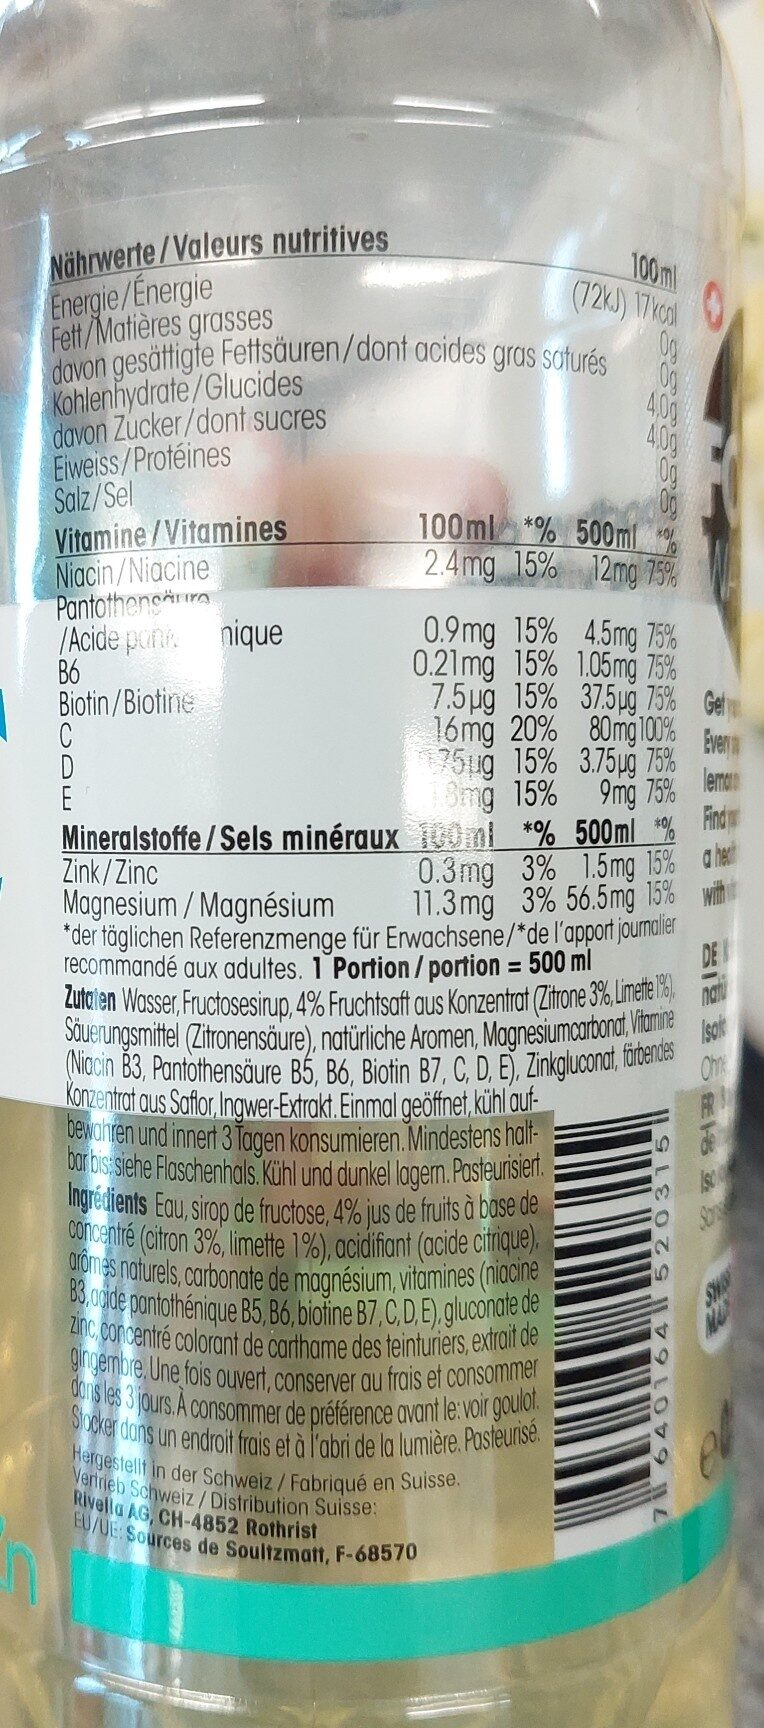 Nährwerte / Valeurs nutritives 100ml
Energie/Énergie (72kJ) 17kcal
Fett/Matières grasses 0g
davon gesättigte Fettsäuren/dont acides gras saturés 0g
Kohlenhydrate/Glucides 4,0g
davon Zucker/dont sucres 4,0g
Eiweiss/Protéines 0g
Salz/Sel 0g
Vitamine/Vitamines 100ml *% 500ml *%
Niacin/Niacine 2.4mg 15% 12mg 75%
Pantothensäure
/Acide 0.9mg 15% 4.5mg 75%
B6 0.21mg 15% 1.05mg 75%
Biotin/Biotine 7.5µg 15% 37.5µg 75%
C 16mg 20% 80mg 100%
D 15% 3.75µg 75%
E 15% 9mg 75%
Mineralstoffe/Sels minéraux 100ml *% 500ml *%
Zink/Zinc 0.3mg 3% 1.5mg 15%
Magnesium / Magnésium 11.3mg 3% 56.5mg 15%
*der täglichen Referenzmenge für Erwachsene/*de l'apport journalier
recommandé aux adultes. 1 Portion/portion = 500 ml
Zutaten Wasser, Fructosesirup, 4% Fruchtsaft aus Konzentrat (Zitrone 3%, Limette 1%),
Säuerungsmittel (Zitronensäure), natürliche Aromen, Magnesiumcarbonat, Vitamine
(Niacin B3, Pantothensäure B5, B6, Biotin B7, C, D, E), Zinkgluconat, färbendes
Konzentrat aus Saflor, Ingwer-Extrakt. Einmal geöffnet, kühl auf-
bewahren und innert 3 Tagen konsumieren. Mindestens halt-
bar bis: siehe Flaschenhals. Kühl und dunkel lagern. Pasteurisiert.
Ingrédients Eau, sirop de fructose, 4% jus de fruits à base de
concentré (citron 3%, limette 1%), acidifiant (acide citrique),
arômes naturels, carbonate de magnésium, vitamines (niacine
B3, acide pantothénique B5, B6, biotine B7, C, D, E), gluconate de
zinc, concentré colorant de carthame des teinturiers, extrait de
gingembre. Une fois ouvert, conserver au frais et consommer
dans les 3 jours. À consommer de préférence avant le: voir goulot.
Stocker dans un endroit frais et à l'abri de la lumière. Pasteurisé.
Hergestellt in der Schweiz / Fabriqué en Suisse.
Vertrieb Schweiz / Distribution Suisse:
Rivella AG, CH-4852 Rothrist
EU/UE: Sources de Soultzmatt, F-68570
7 640164 520315
Zn
DE
FR